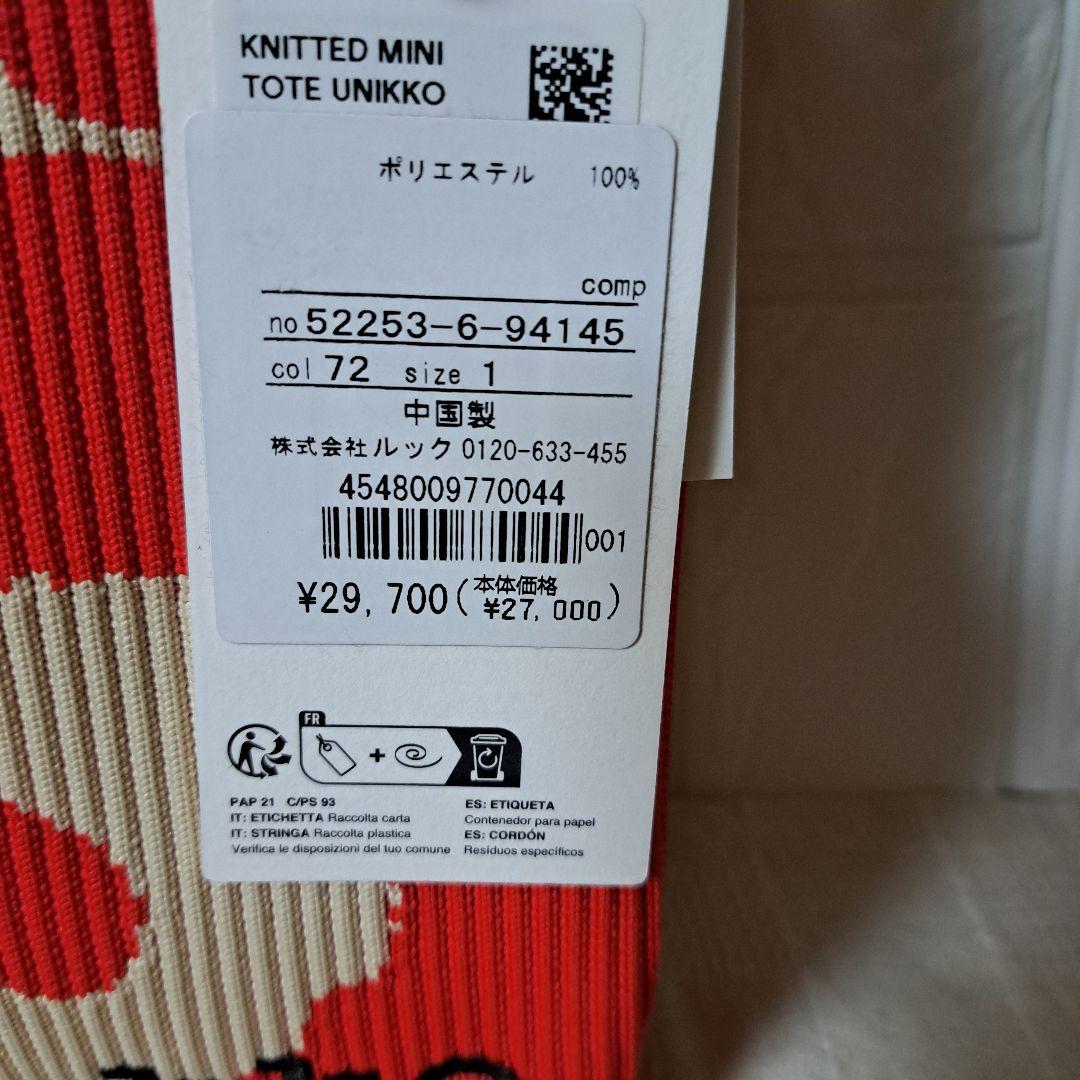 KNITTED MINI
TOTE UNIKKO
ポリエステル 100%
comp
no 52253-6-94145
col 72 size 1
中国製
株式会社ルック 0120-633-455
4548009770044
001
¥29,700(本体価格 ¥27,000)
FR
PAP 21 C/PS 93
IT: ETICHETTA Raccolta carta
IT: STRINGA Raccolta plastica
Verifica le disposizioni del tuo comune
ES: ETIQUETA
Contenedor para papel
ES: CORDÓN
Residuos específicos